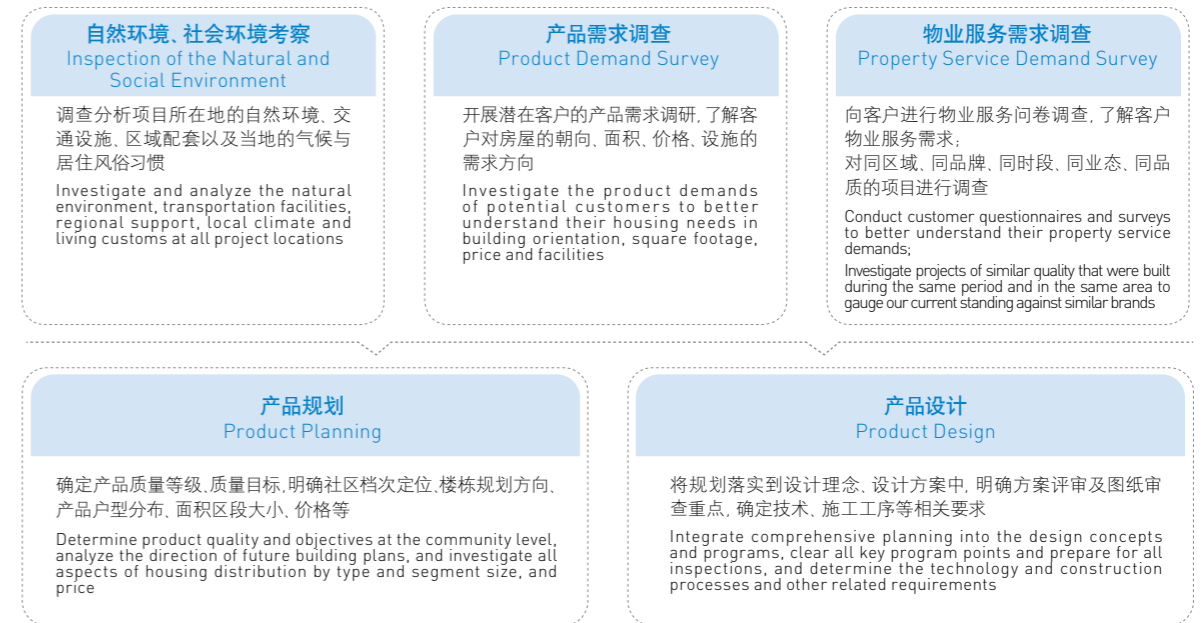 自然环境、社会环境考察
Inspection of the Natural and
Social Environment
调查分析项目所在地的自然环境、交
通设施、区域配套以及当地的气候与
居住风俗习惯
Investigate and analyze the natural
environment, transportation facilities,
regional support, local climate and
living customs at all project locations
产品需求调查
Product Demand Survey
开展潜在客户的产品需求调研, 了解客
户对房屋的朝向、面积、价格、设施的
需求方向
Investigate the product demands
of potential customers to better
understand their housing needs in
building orientation, square footage,
price and facilities
物业服务需求调查
Property Service Demand Survey
向客户进行物业服务问卷调查, 了解客户
物业服务需求;
对同区域、同品牌、同时段、同业态、同品
质的项目进行调查
Conduct customer questionnaires and surveys
to better understand their property service
demands;
Investigate projects of similar quality that were built
during the same period and in the same area to
gauge our current standing against similar brands
产品规划
Product Planning
确定产品质量等级、质量目标,明确社区档次定位、楼栋规划方向、
产品户型分布、面积区段大小、价格等
Determine product quality and objectives at the community level,
analyze the direction of future building plans, and investigate all
aspects of housing distribution by type and segment size, and
price
产品设计
Product Design
将规划落实到设计理念、设计方案中, 明确方案评审及图纸审
查重点, 确定技术、施工工序等相关要求
Integrate comprehensive planning into the design concepts
and programs, clear all key program points and prepare for all
inspections, and determine the technology and construction
processes and other related requirements